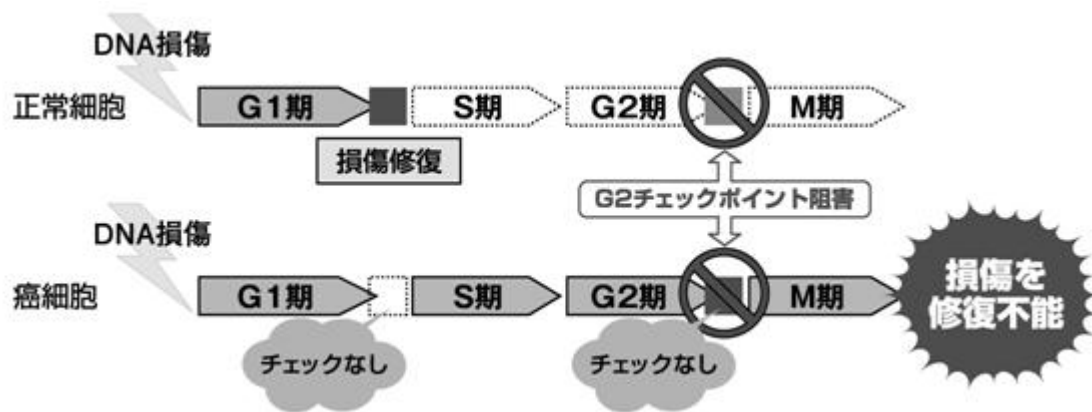 DNA損傷
正常細胞
G1期
S期
G2期
M期
損傷修復
G2チェックポイント阻害
DNA損傷
癌細胞
G1期
S期
G2期
M期
損傷を
修復不能
チェックなし
チェックなし